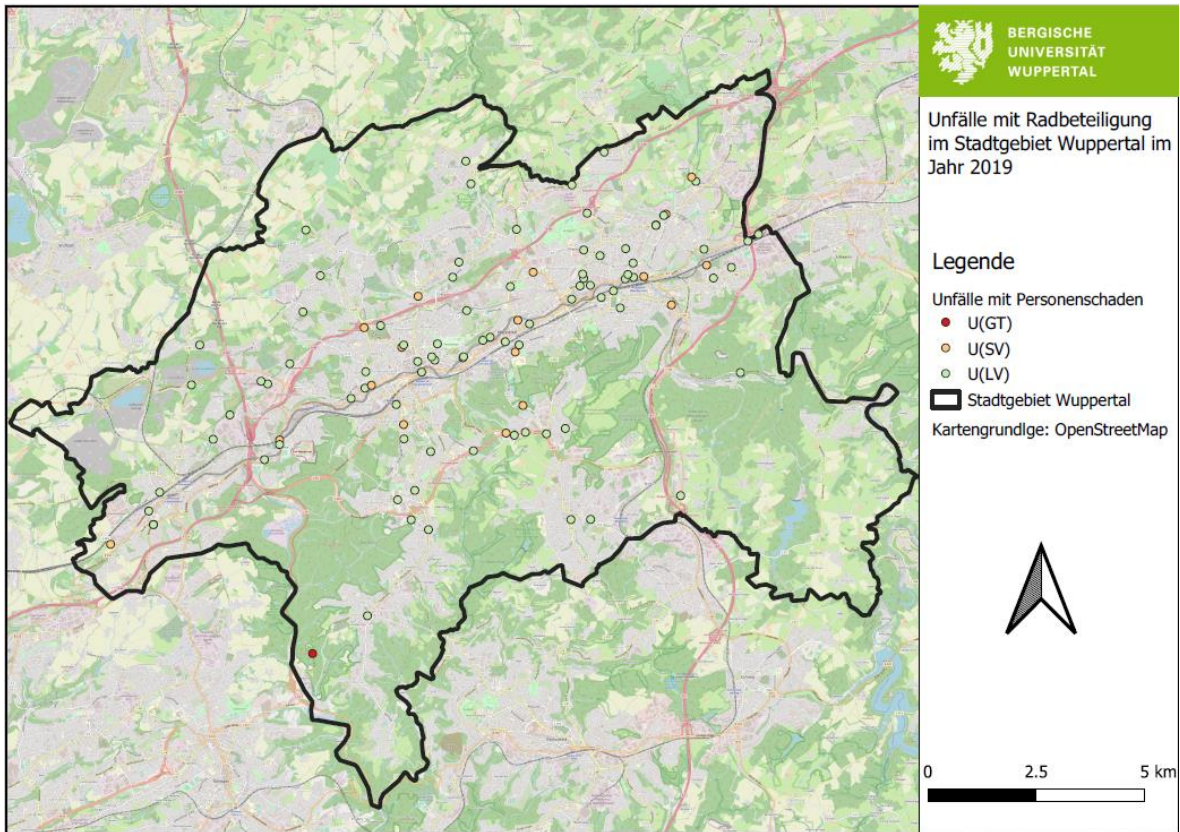 BERGISCHE
UNIVERSITÄT
WUPPERTAL
Unfälle mit Radbeteiligung
im Stadtgebiet Wuppertal im
Jahr 2019
Legende
Unfälle mit Personenschaden
U(GT)
U(SV)
U(LV)
Stadtgebiet Wuppertal
Kartengrundlge: OpenStreetMap
0 2.5 5 km